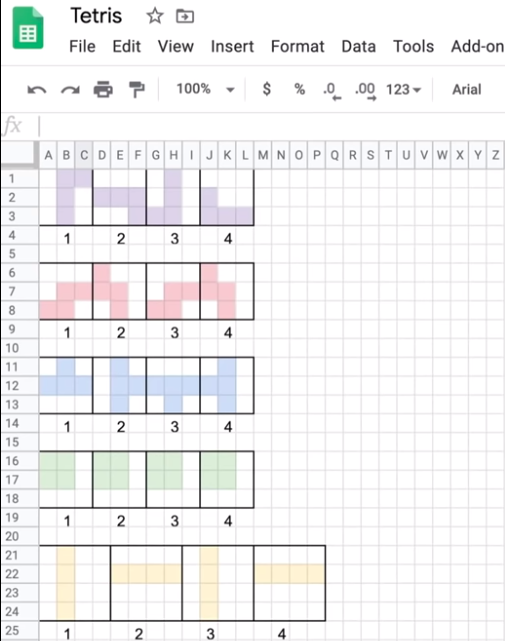 Tetris
File Edit View Insert Format Data Tools Add-on
100% $ % .0 .00 123 Arial
fx
A B C D E F G H I J K L M N O P Q R S T U V W X Y Z
1
2
3
4 1 2 3 4
5
6
7
8
9 1 2 3 4
10
11
12
13
14 1 2 3 4
15
16
17
18
19 1 2 3 4
20
21
22
23
24
25 1 2 3 4